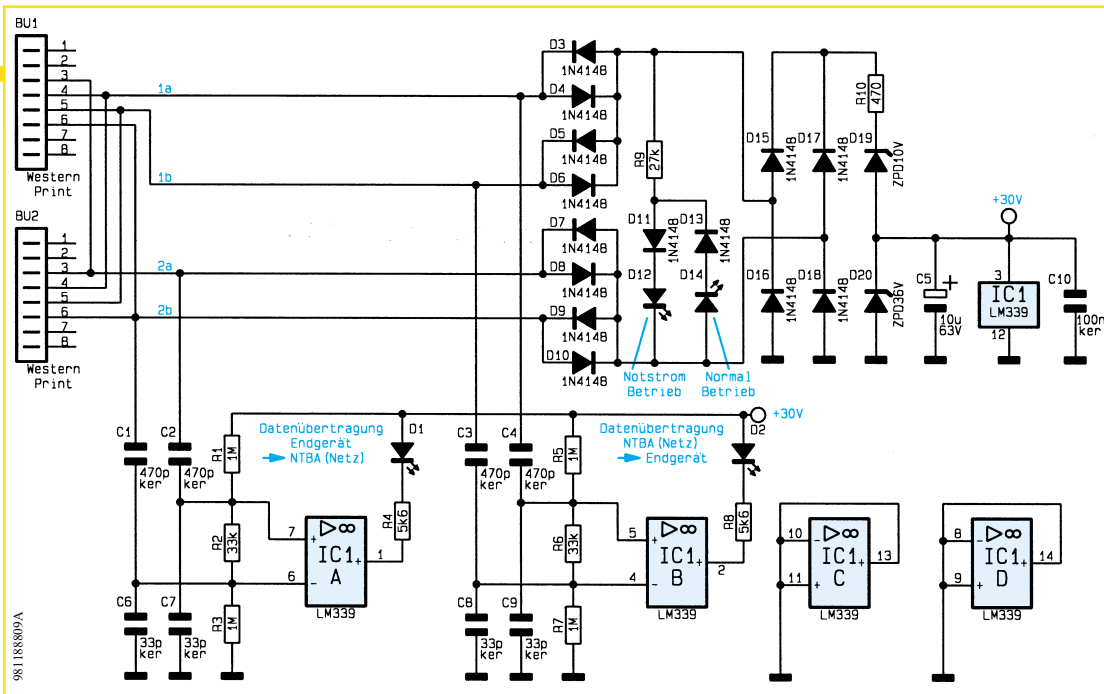 BU1
1
2
3
4
5
6
7
8
Western
Print
BU2
1
2
3
4
5
6
7
8
Western
Print
1a
1b
2a
2b
D3
1N4148
D4
1N4148
D5
1N4148
D6
1N4148
D7
1N4148
D8
1N4148
D9
1N4148
D10
1N4148
R9
27k
D11
1N4148
D13
1N4148
D12
D14
Notstrom
Betrieb
Normal
Betrieb
D15
1N4148
D17
1N4148
R10
470
D19
ZPD10V
D16
1N4148
D18
1N4148
D20
ZPD36V
+30V
C5
+
10u
63V
3
IC1
LM339
12
C10
100n
ker
C1
470p
ker
C2
470p
ker
R1
1M
Datenübertragung
Endgerät
NTBA (Netz)
D1
R4
5k6
R2
33k
7
+
6
-
▷∞
IC1
A
+
1
LM339
C6
33p
ker
C7
33p
ker
R3
1M
C3
470p
ker
C4
470p
ker
R5
1M
Datenübertragung
NTBA (Netz)
Endgerät
D2
+30V
R8
5k6
R6
33k
5
+
4
-
▷∞
IC1
B
+
2
LM339
C8
33p
ker
C9
33p
ker
R7
1M
10
-
11
+
▷∞
IC1
C
+
13
LM339
8
-
9
+
▷∞
IC1
D
+
14
LM339
981188809A